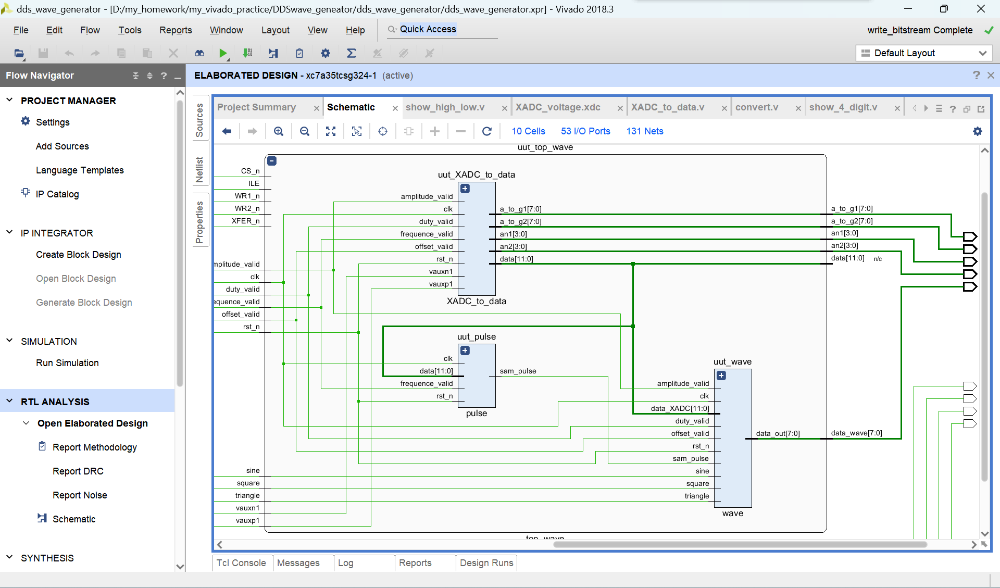 dds_wave_generator - [D:/my_homework/my_vivado_practice/DDSwave_geneator/dds_wave_generator/dds_wave_generator.xpr] - Vivado 2018.3
File Edit Flow Tools Reports Window Layout View Help Quick Access write_bitstream Complete
Default Layout
Flow Navigator
ELABORATED DESIGN - xc7a35tcsg324-1 (active)
PROJECT MANAGER
Settings
Add Sources
Language Templates
IP Catalog
IP INTEGRATOR
Create Block Design
Open Block Design
Generate Block Design
SIMULATION
Run Simulation
RTL ANALYSIS
Open Elaborated Design
Report Methodology
Report DRC
Report Noise
Schematic
SYNTHESIS
Sources
Netlist
Properties
Project Summary Schematic show_high_low.v XADC_voltage.xdc XADC_to_data.v convert.v show_4_digit.v
10 Cells 53 I/O Ports 131 Nets
uut_top_wave
CS_n
ILE
WR1_n
WR2_n
XFER_n
mplitude_valid
clk
duty_valid
equence_valid
offset_valid
rst_n
sine
square
triangle
vauxn1
vauxp1
uut_XADC_to_data
amplitude_valid
clk
duty_valid
frequence_valid
offset_valid
rst_n
vauxn1
vauxp1
a_to_g1[7:0]
a_to_g2[7:0]
an1[3:0]
an2[3:0]
data[11:0]
XADC_to_data
uut_pulse
clk
data[11:0]
frequence_valid
rst_n
sam_pulse
pulse
uut_wave
amplitude_valid
clk
data_XADC[11:0]
duty_valid
offset_valid
rst_n
sam_pulse
sine
square
triangle
data_out[7:0]
wave
a_to_g1[7:0]
a_to_g2[7:0]
an1[3:0]
an2[3:0]
data[11:0] n/c
data_wave[7:0]
top_wave
Tcl Console Messages Log Reports Design Runs